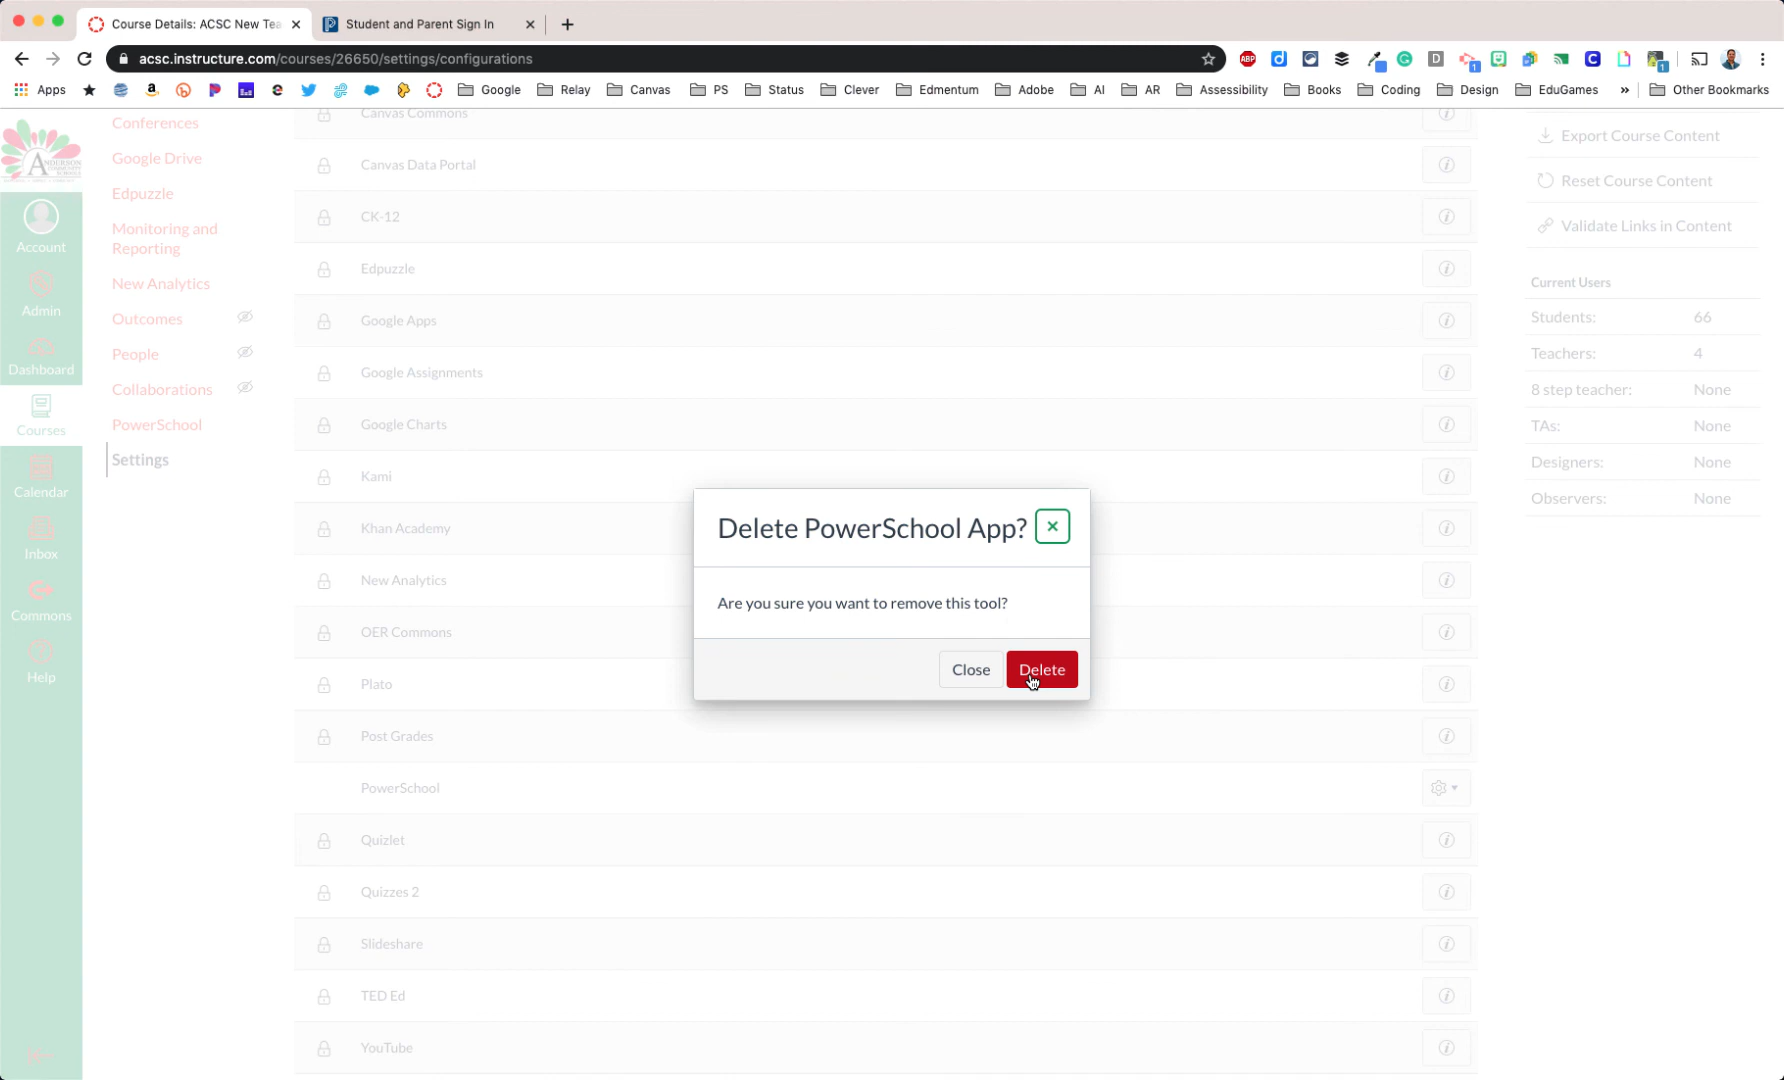 Course Details: ACSC New Tea
Student and Parent Sign In
acsc.instructure.com/courses/26650/settings/configurations
Apps
Google
Relay
Canvas
PS
Status
Clever
Edmentum
Adobe
AI
AR
Assessibility
Books
Coding
Design
EduGames
Other Bookmarks
ANDERSON
COMMUNITY
SCHOOLS
Account
Admin
Dashboard
Courses
Calendar
Inbox
Commons
Help
Conferences
Google Drive
Edpuzzle
Monitoring and
Reporting
New Analytics
Outcomes
People
Collaborations
PowerSchool
Settings
Canvas Commons
Canvas Data Portal
CK-12
Edpuzzle
Google Apps
Google Assignments
Google Charts
Kami
Khan Academy
New Analytics
OER Commons
Plato
Post Grades
PowerSchool
Quizlet
Quizzes 2
Slideshare
TED Ed
YouTube
Delete PowerSchool App?
Are you sure you want to remove this tool?
Close
Delete
Export Course Content
Reset Course Content
Validate Links in Content
Current Users
Students: 66
Teachers: 4
8 step teacher: None
TAs: None
Designers: None
Observers: None